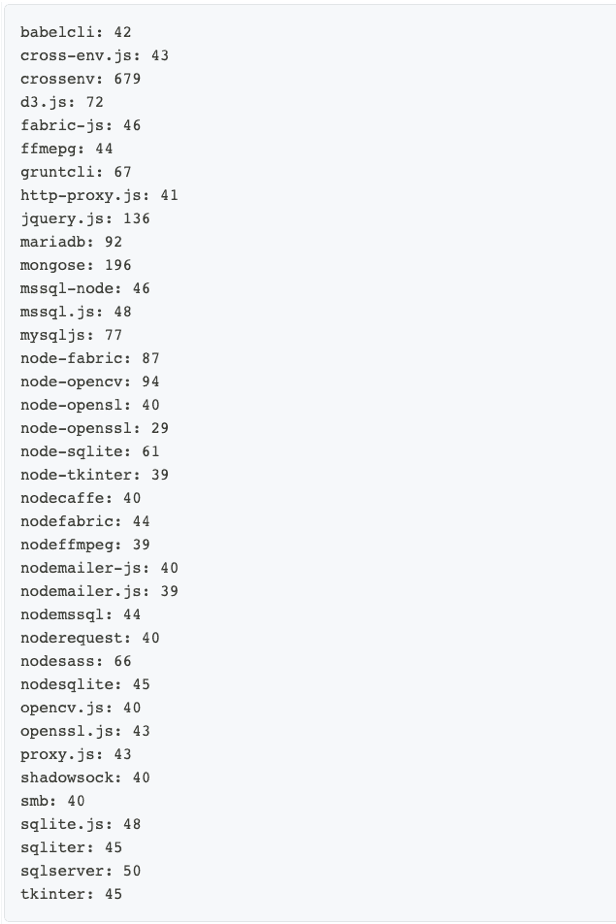 babelcli: 42
cross-env.js: 43
crossenv: 679
d3.js: 72
fabric-js: 46
ffmepg: 44
gruntcli: 67
http-proxy.js: 41
jquery.js: 136
mariadb: 92
mongose: 196
mssql-node: 46
mssql.js: 48
mysqljs: 77
node-fabric: 87
node-opencv: 94
node-opensl: 40
node-openssl: 29
node-sqlite: 61
node-tkinter: 39
nodecaffe: 40
nodefabric: 44
nodeffmpeg: 39
nodemailer-js: 40
nodemailer.js: 39
nodemssql: 44
noderequest: 40
nodesass: 66
nodesqlite: 45
opencv.js: 40
openssl.js: 43
proxy.js: 43
shadowsock: 40
smb: 40
sqlite.js: 48
sqliter: 45
sqlserver: 50
tkinter: 45